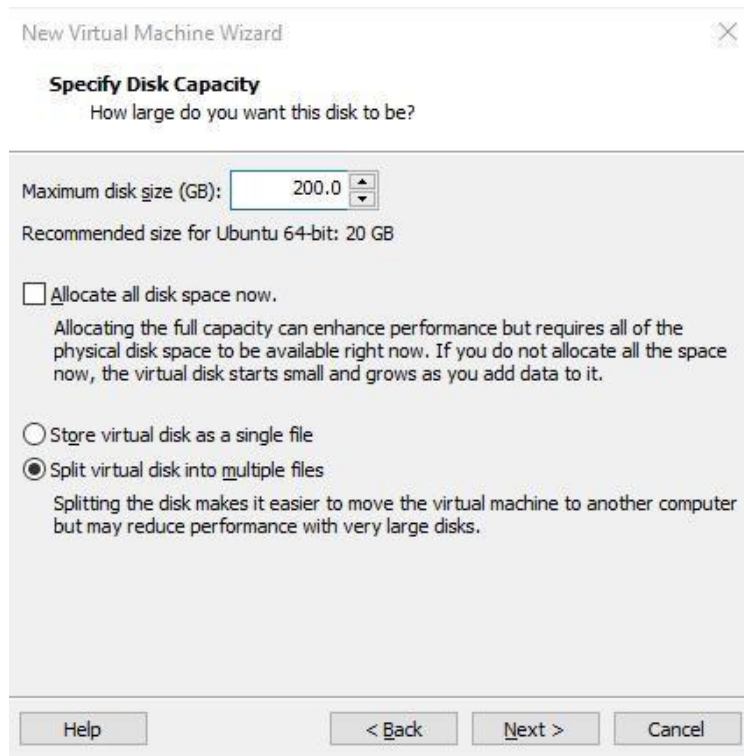 New Virtual Machine Wizard
Specify Disk Capacity
How large do you want this disk to be?
Maximum disk size (GB): 200.0
Recommended size for Ubuntu 64-bit: 20 GB
Allocate all disk space now.
Allocating the full capacity can enhance performance but requires all of the
physical disk space to be available right now. If you do not allocate all the space
now, the virtual disk starts small and grows as you add data to it.
Store virtual disk as a single file
Split virtual disk into multiple files
Splitting the disk makes it easier to move the virtual machine to another computer
but may reduce performance with very large disks.
Help < Back Next > Cancel